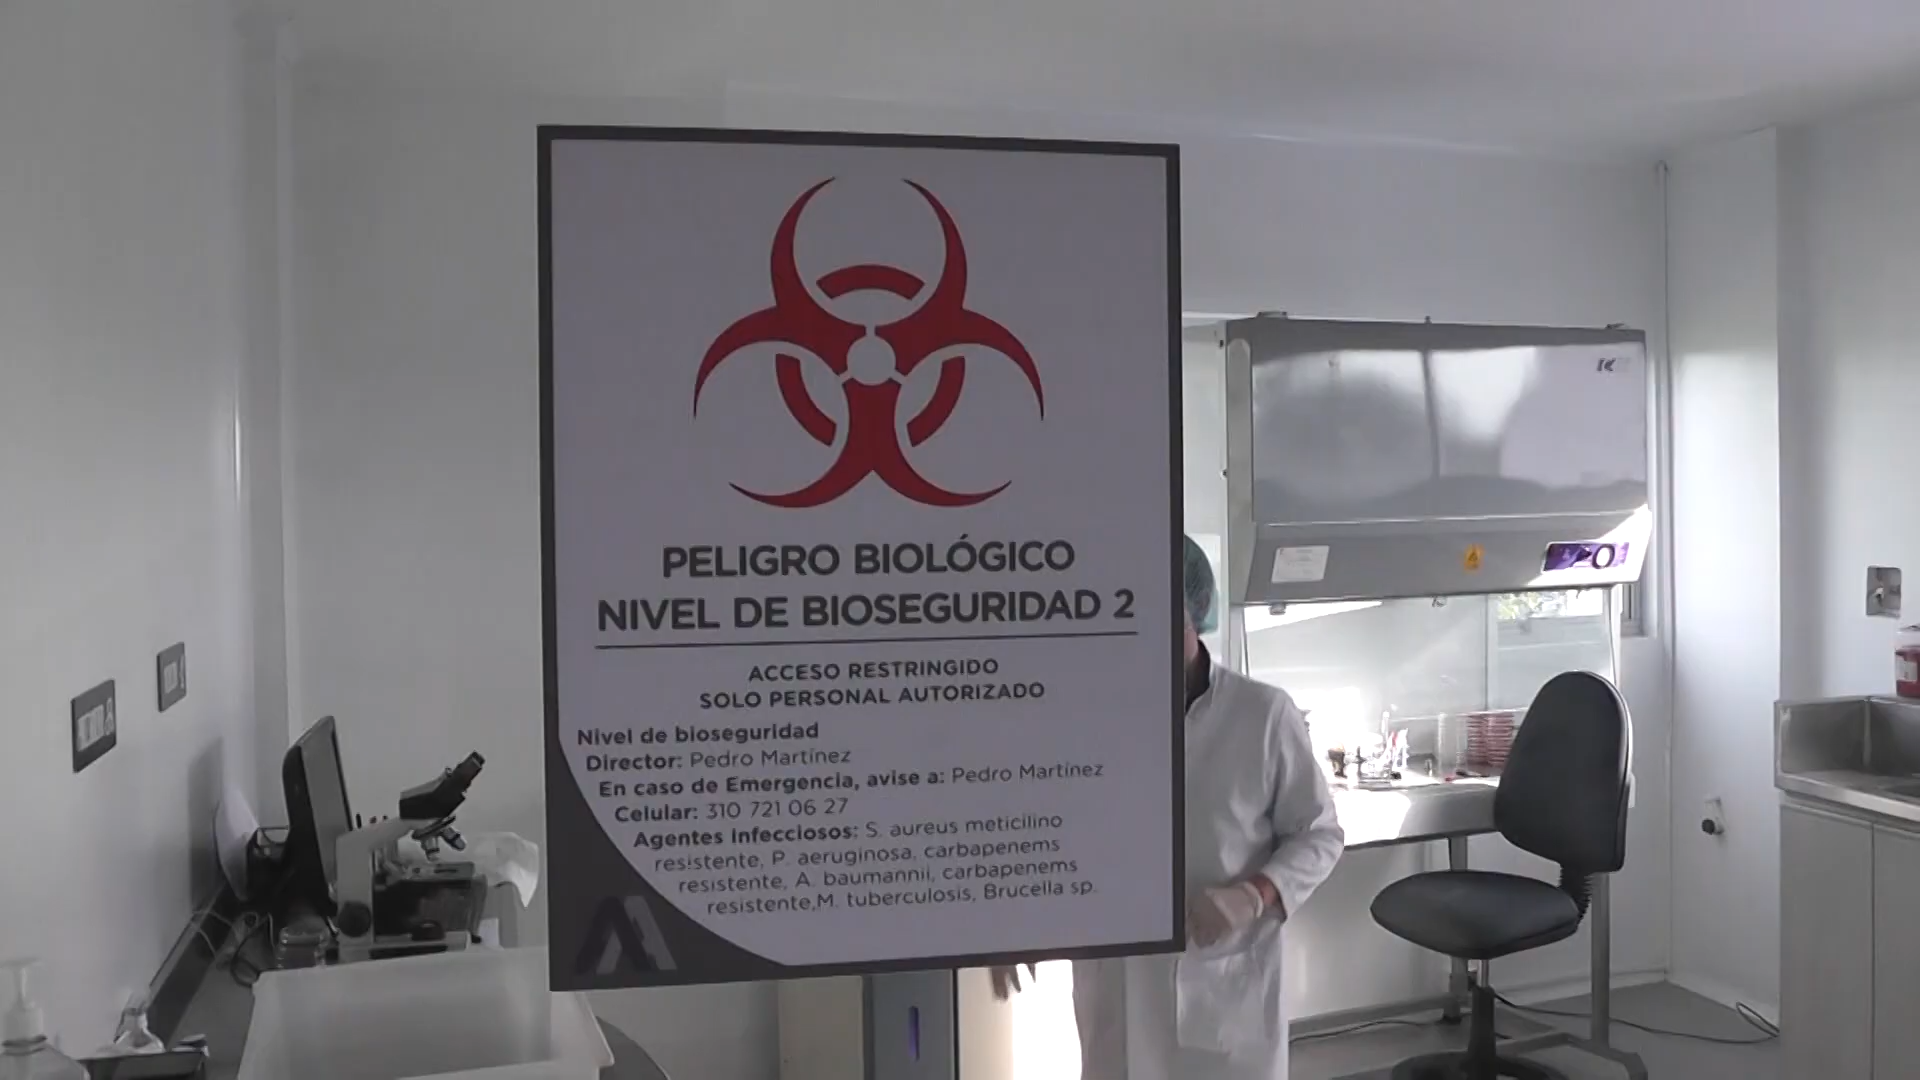 PELIGRO BIOLÓGICO
NIVEL DE BIOSEGURIDAD 2
ACCESO RESTRINGIDO
SOLO PERSONAL AUTORIZADO
Nivel de bioseguridad
Director: Pedro Martínez
En caso de Emergencia, avise a: Pedro Martínez
Celular: 310 721 06 27
Agentes Infecciosos: S. aureus meticilino
resistente, P. aeruginosa, carbapenems
resistente, A. baumannii, carbapenems
resistente,M. tuberculosis, Brucella sp.